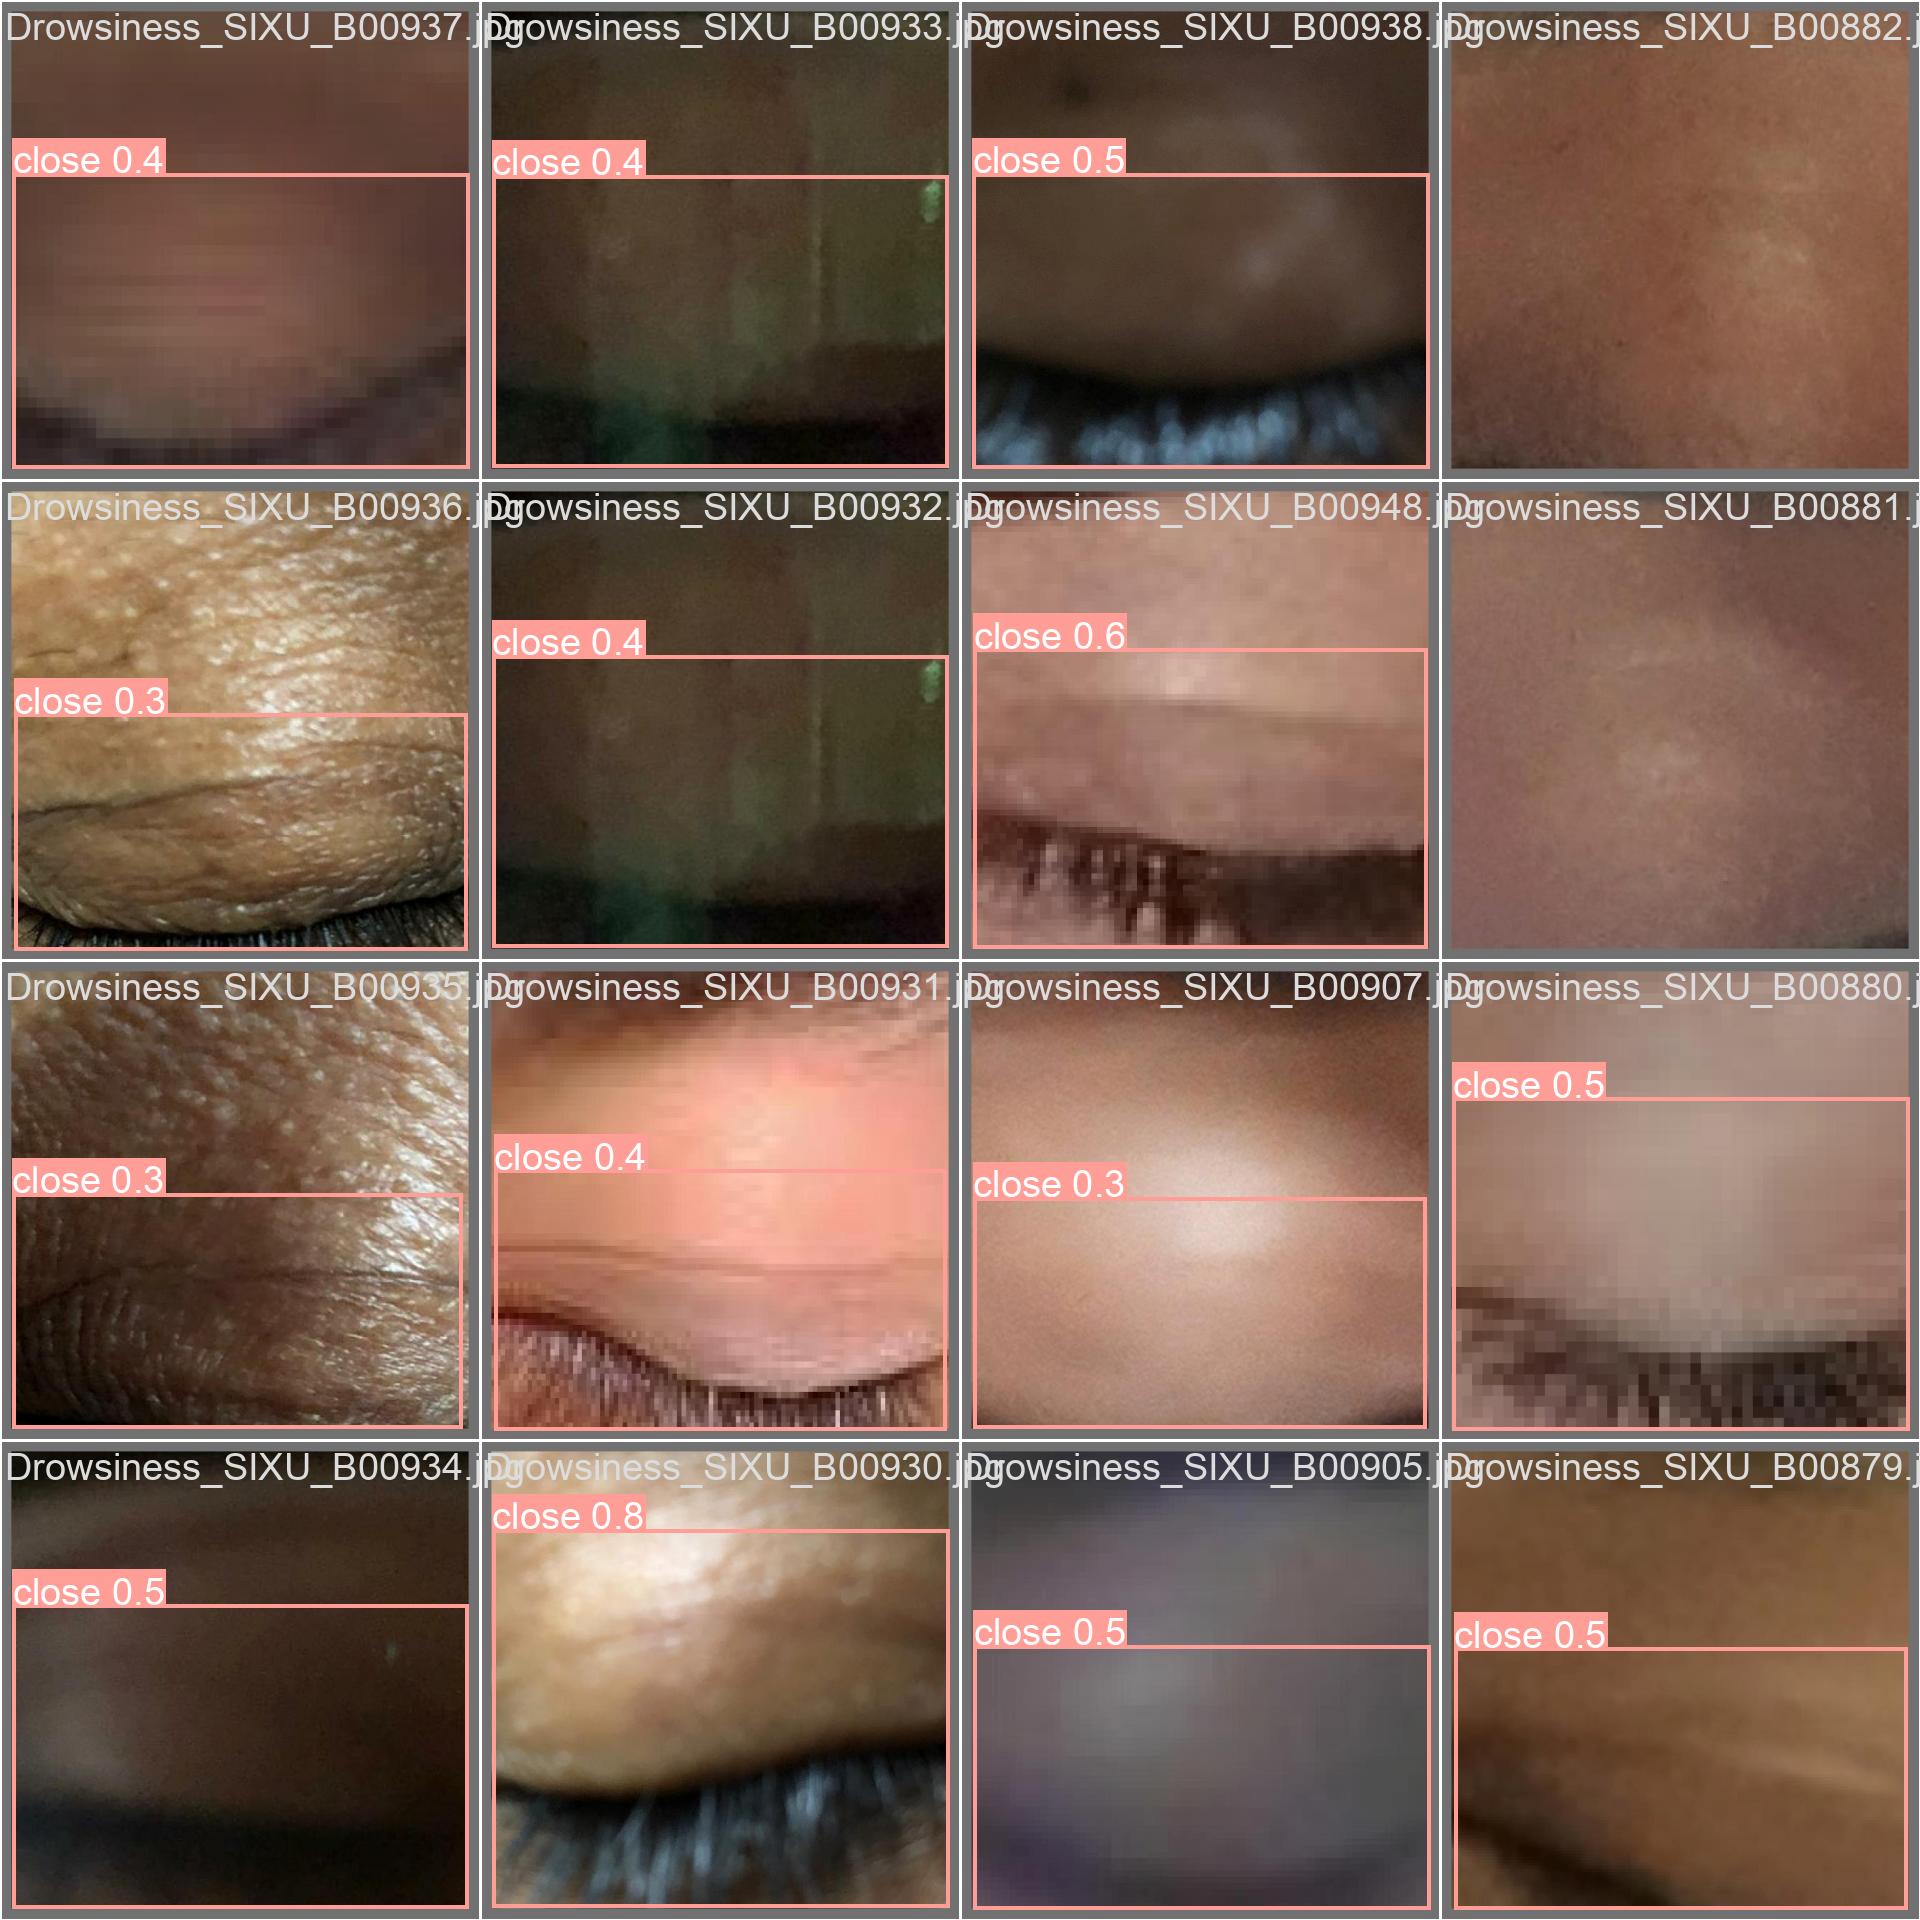 Drowsiness_SIXU_B00937.jpg
close 0.4
Drowsiness_SIXU_B00933.jpg
close 0.4
Drowsiness_SIXU_B00938.jpg
close 0.5
Drowsiness_SIXU_B00882.j
Drowsiness_SIXU_B00936.jpg
close 0.3
Drowsiness_SIXU_B00932.jpg
close 0.4
Drowsiness_SIXU_B00948.jpg
close 0.6
Drowsiness_SIXU_B00881.j
Drowsiness_SIXU_B00935.jpg
close 0.3
Drowsiness_SIXU_B00931.jpg
close 0.4
Drowsiness_SIXU_B00907.jpg
close 0.3
Drowsiness_SIXU_B00880.j
close 0.5
Drowsiness_SIXU_B00934.jpg
close 0.5
Drowsiness_SIXU_B00930.jpg
close 0.8
Drowsiness_SIXU_B00905.jpg
close 0.5
Drowsiness_SIXU_B00879.j
close 0.5